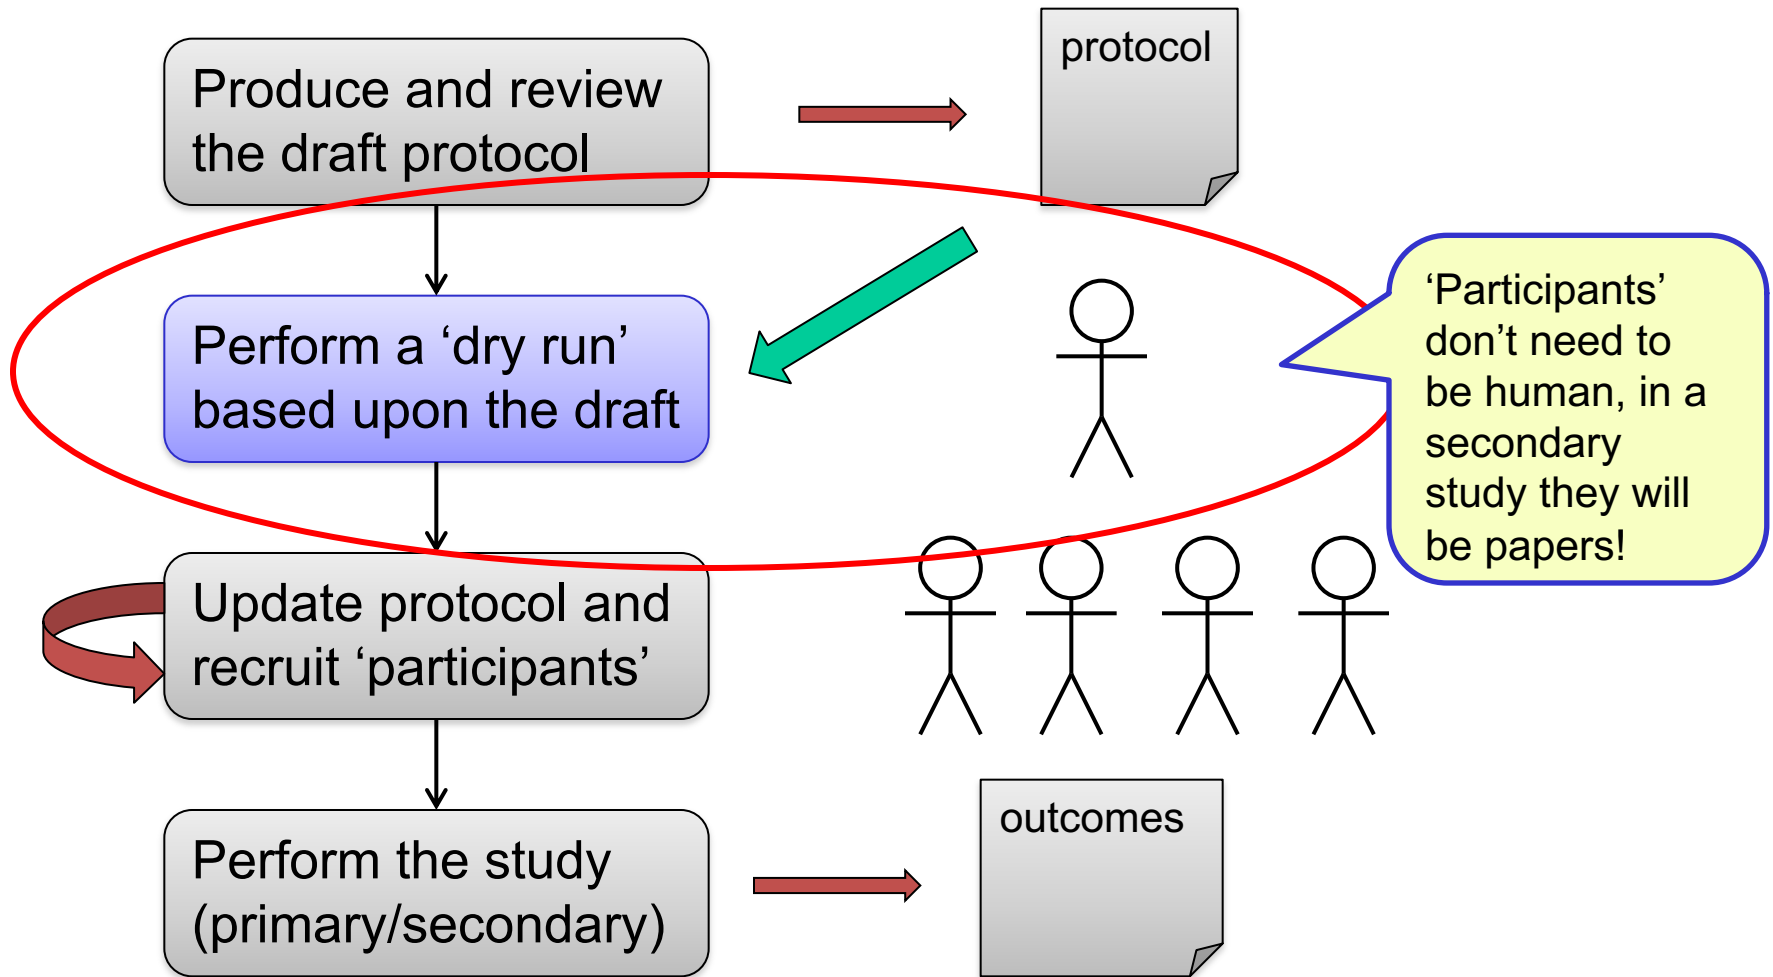 Produce and review
the draft protocol
protocol
Perform a ‘dry run’
based upon the draft
‘Participants’
don’t need to
be human, in a
secondary
study they will
be papers!
Update protocol and
recruit ‘participants’
Perform the study
(primary/secondary)
outcomes